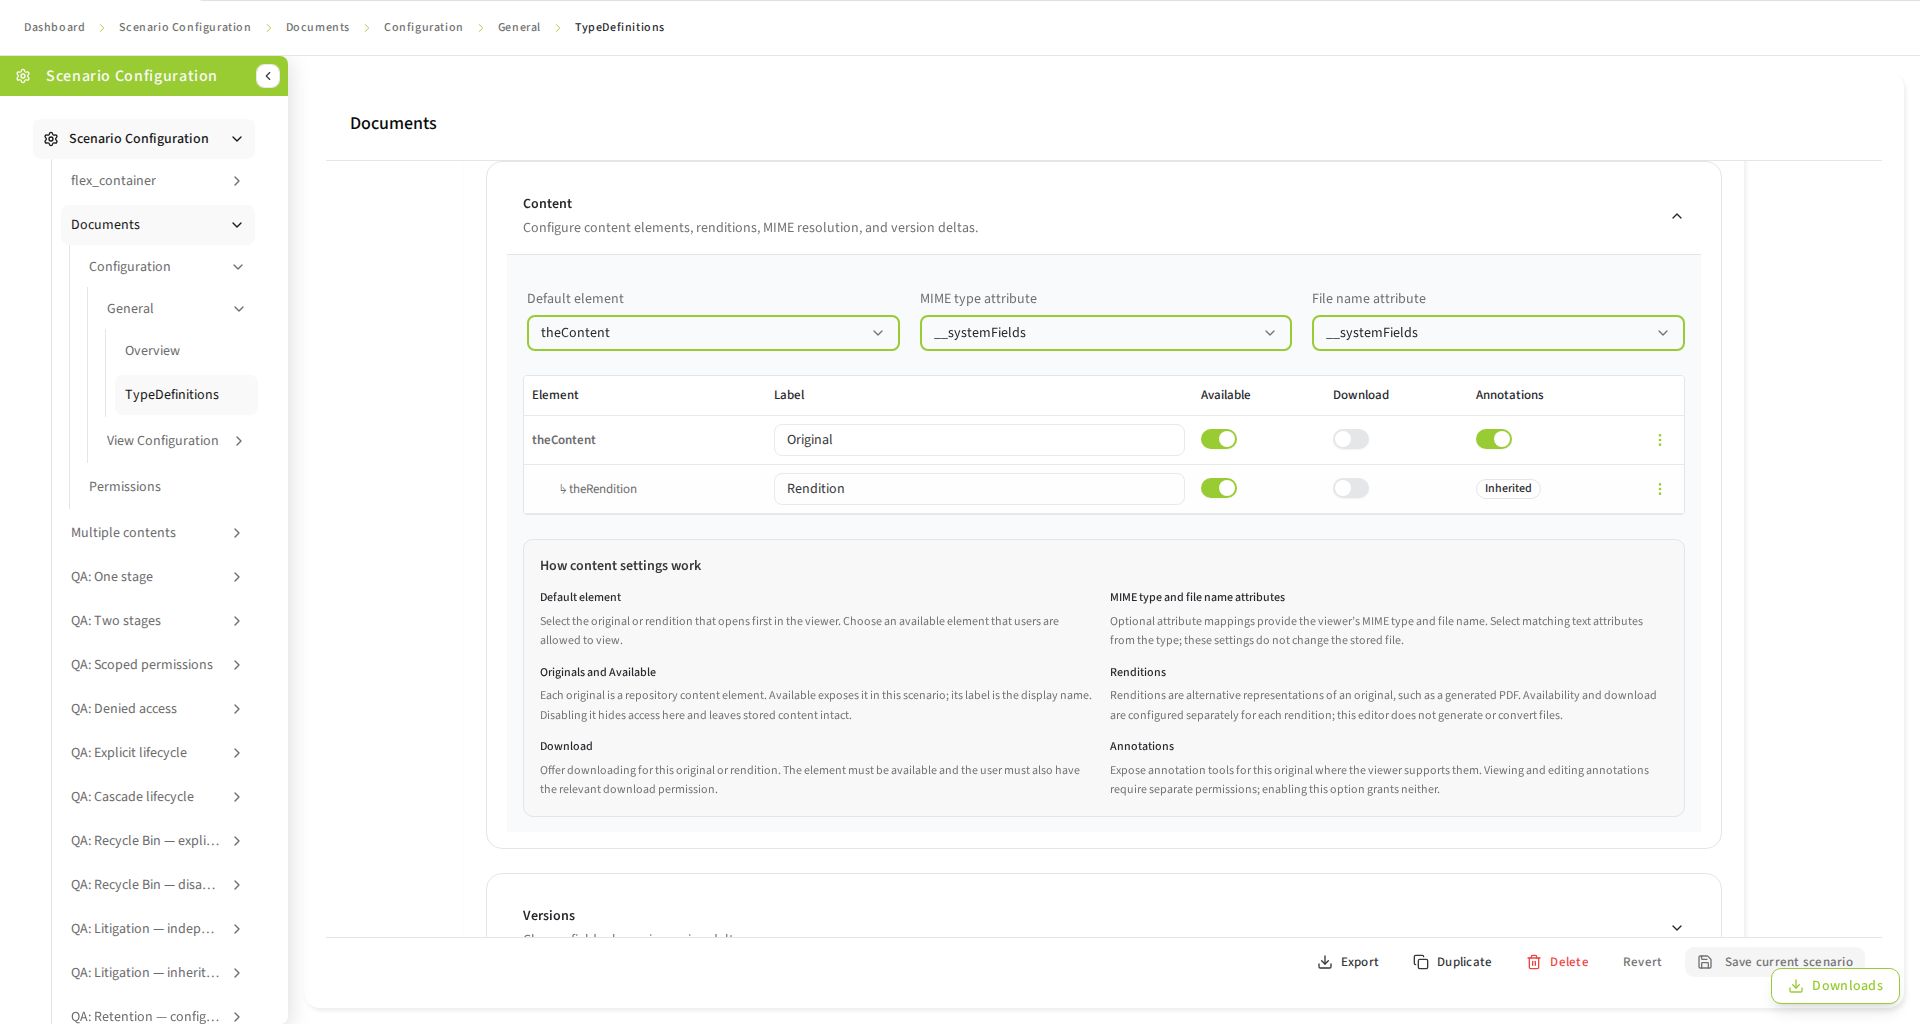 Dashboard > Scenario Configuration > Documents > Configuration > General > TypeDefinitions
Scenario Configuration
Scenario Configuration
flex_container
Documents
Configuration
General
Overview
TypeDefinitions
View Configuration
Permissions
Multiple contents
QA: One stage
QA: Two stages
QA: Scoped permissions
QA: Denied access
QA: Explicit lifecycle
QA: Cascade lifecycle
QA: Recycle Bin — expli…
QA: Recycle Bin — disa…
QA: Litigation — indep…
QA: Litigation — inherit…
QA: Retention — config…
Documents
Content
Configure content elements, renditions, MIME resolution, and version deltas.
Default element MIME type attribute File name attribute
theContent __systemFields __systemFields
Element Label Available Download Annotations
theContent Original
↳ theRendition Rendition Inherited
How content settings work
Default element
Select the original or rendition that opens first in the viewer. Choose an available element that users are
allowed to view.
MIME type and file name attributes
Optional attribute mappings provide the viewer's MIME type and file name. Select matching text attributes
from the type; these settings do not change the stored file.
Originals and Available
Each original is a repository content element. Available exposes it in this scenario; its label is the display name.
Disabling it hides access here and leaves stored content intact.
Renditions
Renditions are alternative representations of an original, such as a generated PDF. Availability and download
are configured separately for each rendition; this editor does not generate or convert files.
Download
Offer downloading for this original or rendition. The element must be available and the user must also have
the relevant download permission.
Annotations
Expose annotation tools for this original where the viewer supports them. Viewing and editing annotations
require separate permissions; enabling this option grants neither.
Versions
Export Duplicate Delete Revert Save current scenario
Downloads